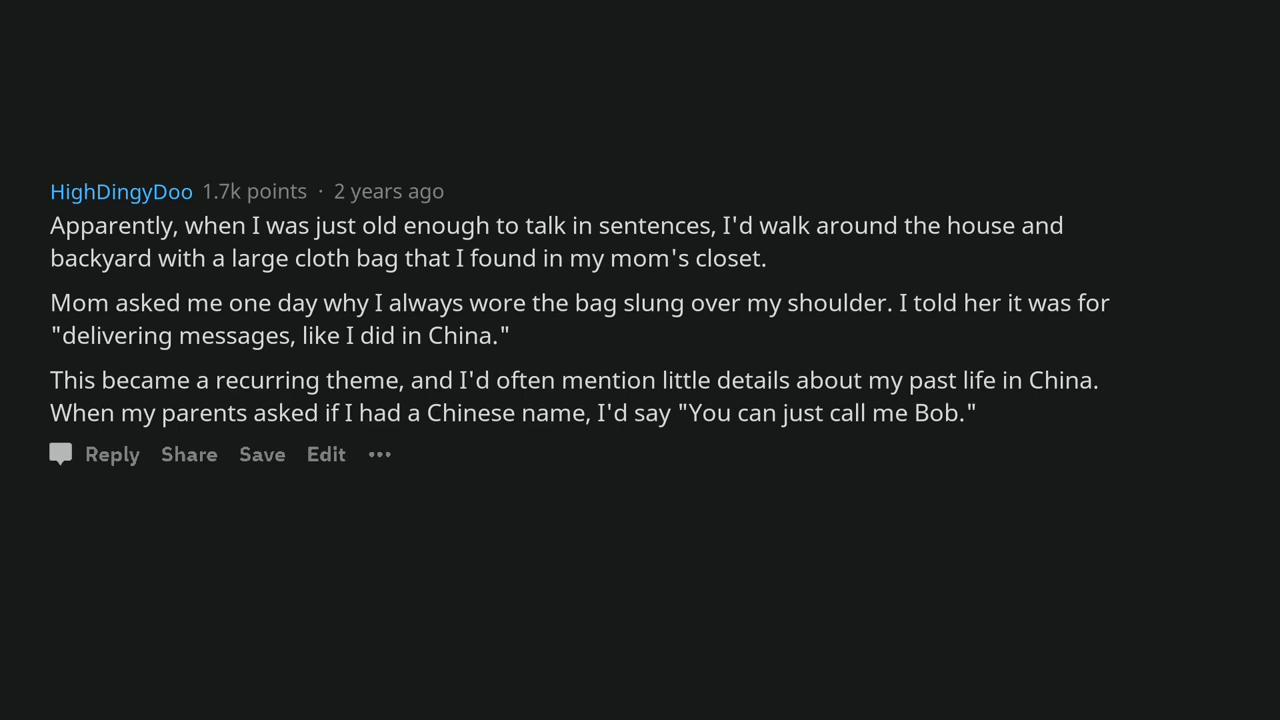 HighDingyDoo 1.7k points · 2 years ago
Apparently, when I was just old enough to talk in sentences, I'd walk around the house and
backyard with a large cloth bag that I found in my mom's closet.
Mom asked me one day why I always wore the bag slung over my shoulder. I told her it was for
"delivering messages, like I did in China."
This became a recurring theme, and I'd often mention little details about my past life in China.
When my parents asked if I had a Chinese name, I'd say "You can just call me Bob."
Reply Share Save Edit •••